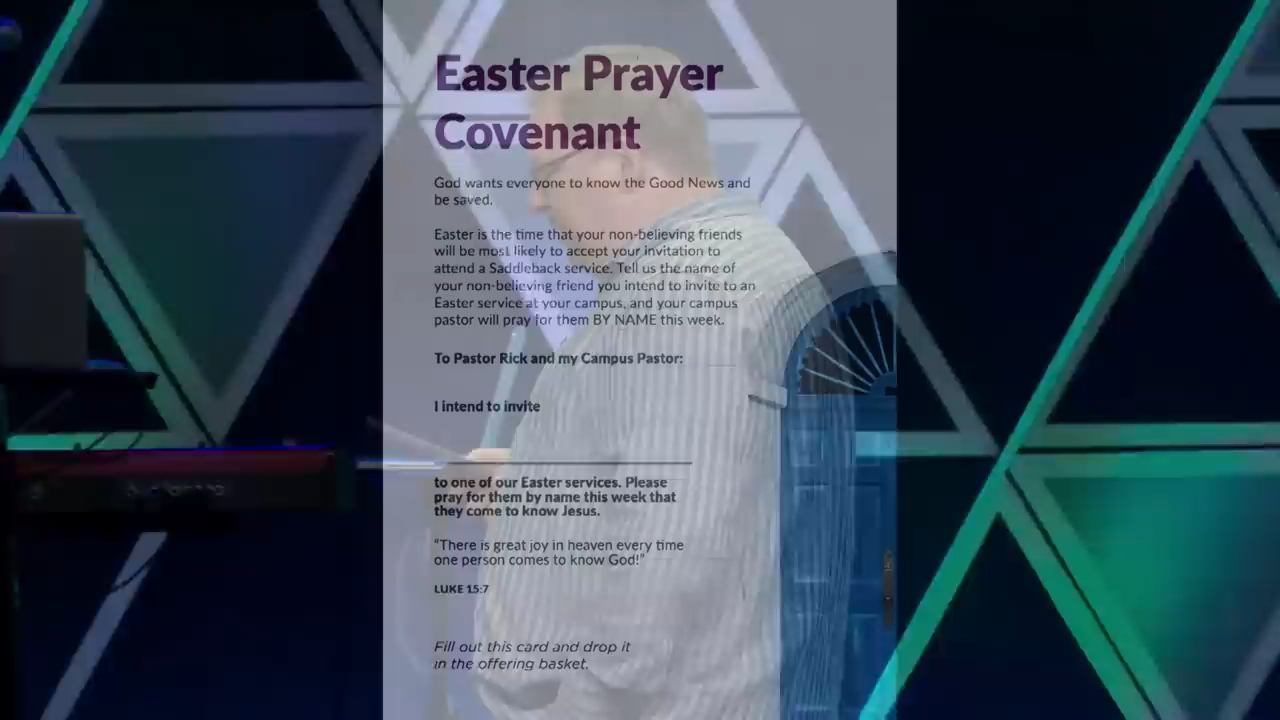 Easter Prayer
Covenant
God wants everyone to know the Good News and
be saved.
Easter is the time that your non-believing friends
will be most likely to accept your invitation to
attend a Saddleback service. Tell us the name of
your non-believing friend you intend to invite to an
Easter service at your campus, and your campus
pastor will pray for them BY NAME this week.
To Pastor Rick and my Campus Pastor:
I intend to invite
to one of our Easter services. Please
pray for them by name this week that
they come to know Jesus.
“There is great joy in heaven every time
one person comes to know God!”
LUKE 15:7
Fill out this card and drop it
in the offering basket.